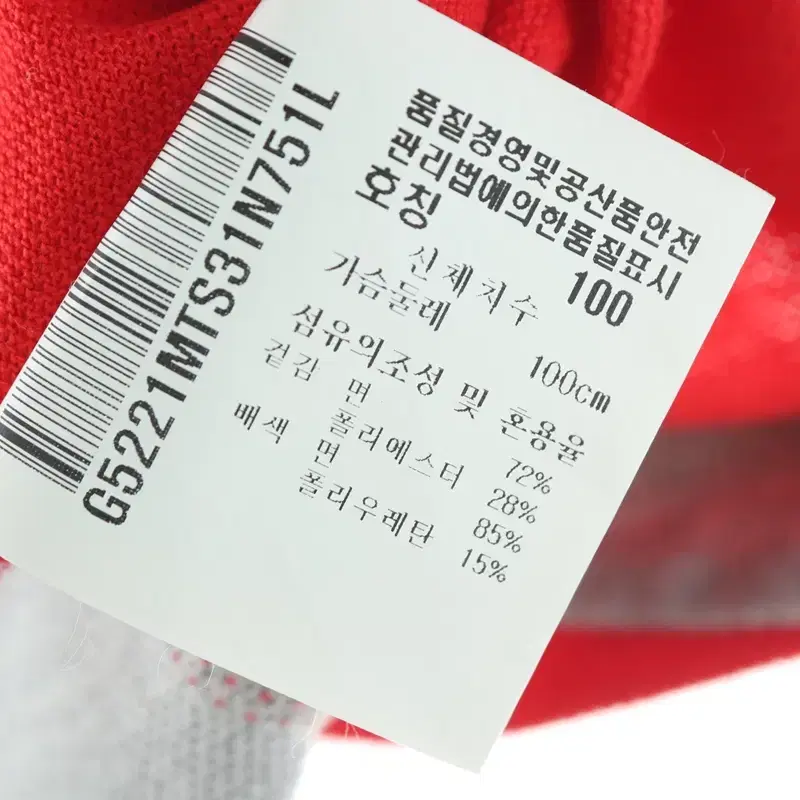 G5221MTS31N751L
품질경영및공산품안전
관리법에의한품질표시
호칭 100
신체치수
가슴둘레 100cm
섬유의조성 및 혼용율
겉감 면 72%
폴리에스터 28%
배색 면 85%
폴리우레탄 15%